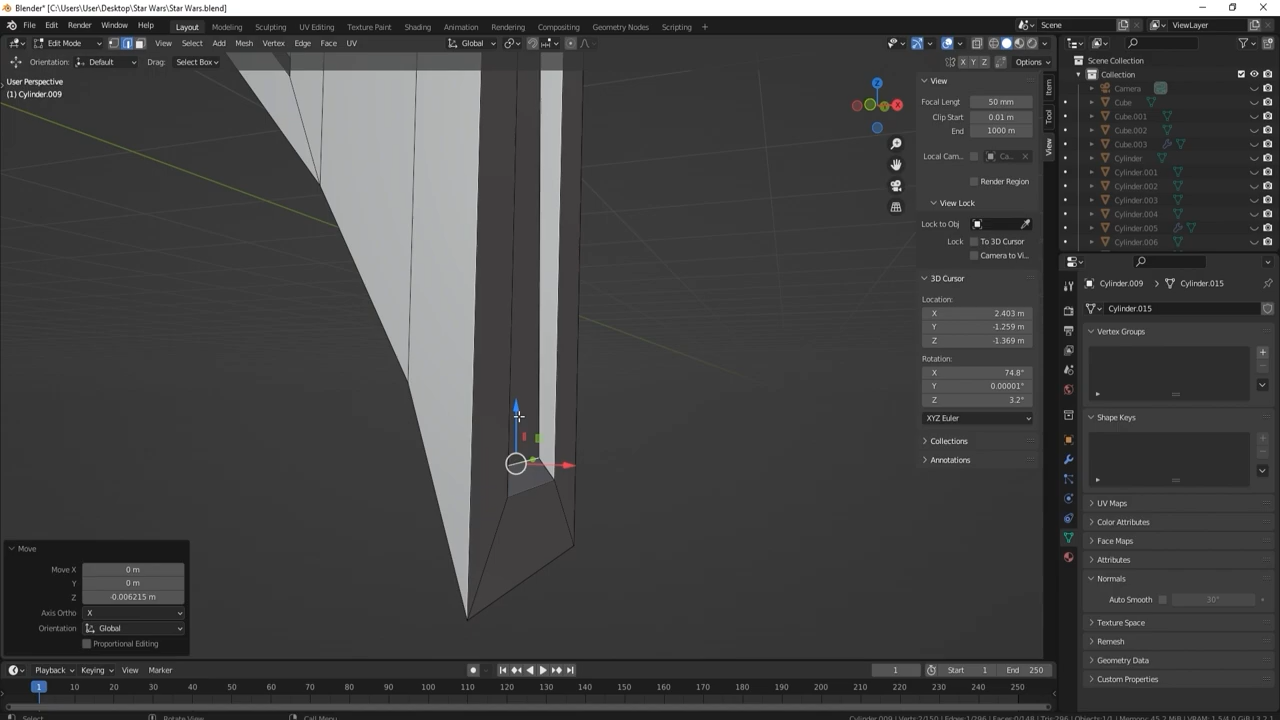 Blender* [C:\Users\User\Desktop\Star Wars\Star Wars.blend]
File Edit Render Window Help Layout Modeling Sculpting UV Editing Texture Paint Shading Animation Rendering Compositing Geometry Nodes Scripting + Scene ViewLayer
Edit Mode View Select Add Mesh Vertex Edge Face UV Global
Orientation: Default Drag: Select Box X Y Z Options
User Perspective
(1) Cylinder.009
X
View
Focal Lengt 50 mm
Clip Start 0.01 m
End 1000 m
Local Cam... Ca...
Render Region
View Lock
Lock to Obj
Lock To 3D Cursor
Camera to Vi...
3D Cursor
Location:
X 2.403 m
Y -1.259 m
Z -1.369 m
Rotation:
X 74.8°
Y 0.00001°
Z 3.2°
XYZ Euler
Collections
Annotations
Item
Tool
View
Scene Collection
Collection
Camera
Cube
Cube.001
Cube.002
Cube.003
Cylinder
Cylinder.001
Cylinder.002
Cylinder.003
Cylinder.004
Cylinder.005
Cylinder.006
Cylinder.009 > Cylinder.015
Cylinder.015
Vertex Groups
Shape Keys
UV Maps
Color Attributes
Face Maps
Attributes
Normals
Auto Smooth 30°
Texture Space
Remesh
Geometry Data
Custom Properties
Move
Move X 0 m
Y 0 m
Z -0.006215 m
Axis Ortho X
Orientation Global
Proportional Editing
Playback Keying View Marker 1 Start 1 End 250
1 10 20 30 40 50 60 70 80 90 100 110 120 130 140 150 160 170 180 190 200 210 220 230 240 250
Select Rotate View Call Menu